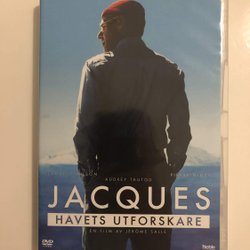 AUDREY TAUTOU
JACQUES
HAVETS UTFORSKARE
EN FILM AV JÉRÔME SALLE
DVD